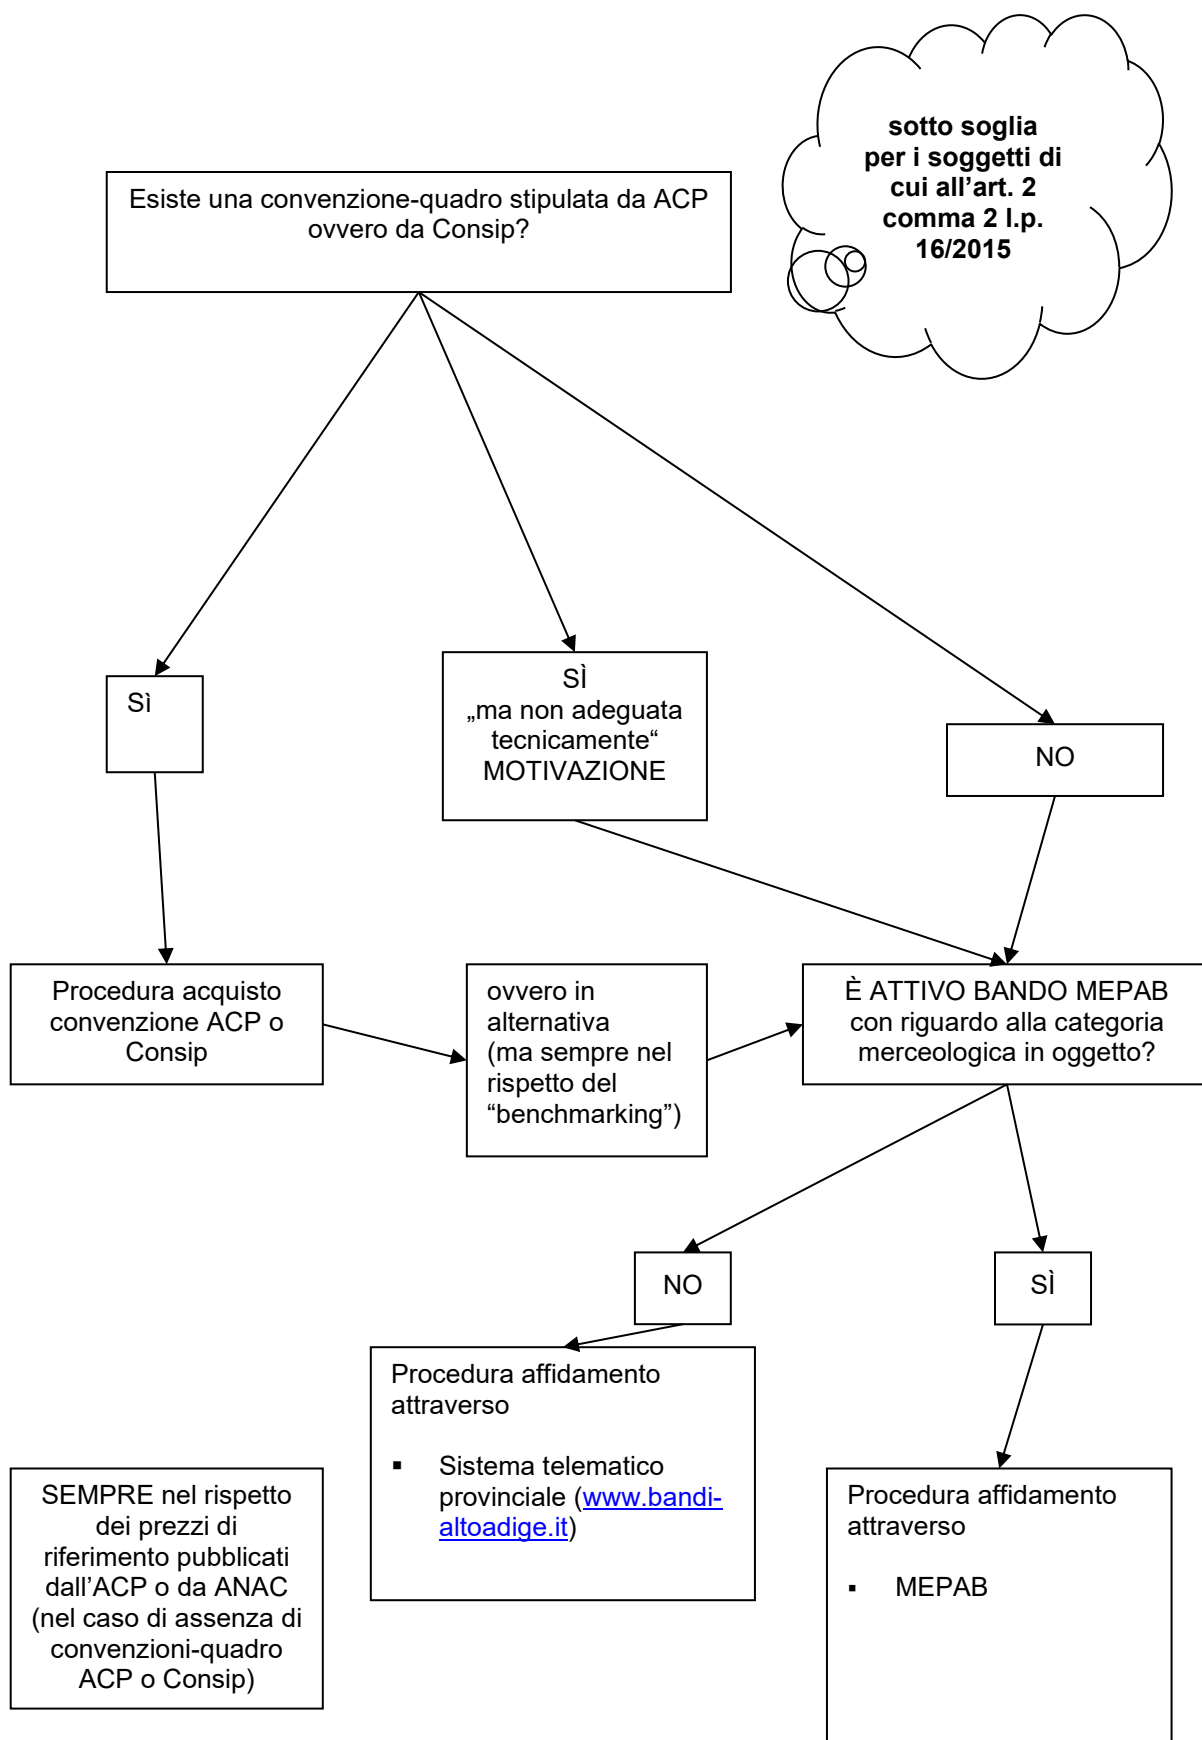 sotto soglia
per i soggetti di
cui all'art. 2
comma 2 l.p.
16/2015
Esiste una convenzione-quadro stipulata da ACP
ovvero da Consip?
Sì
SÌ
„ma non adeguata
tecnicamente“
MOTIVAZIONE
NO
Procedura acquisto
convenzione ACP o
Consip
ovvero in
alternativa
(ma sempre nel
rispetto del
“benchmarking”)
È ATTIVO BANDO MEPAB
con riguardo alla categoria
merceologica in oggetto?
NO
SÌ
Procedura affidamento
attraverso
▪ Sistema telematico
provinciale (www.bandi-
altoadige.it)
SEMPRE nel rispetto
dei prezzi di
riferimento pubblicati
dall'ACP o da ANAC
(nel caso di assenza di
convenzioni-quadro
ACP o Consip)
Procedura affidamento
attraverso
▪ MEPAB